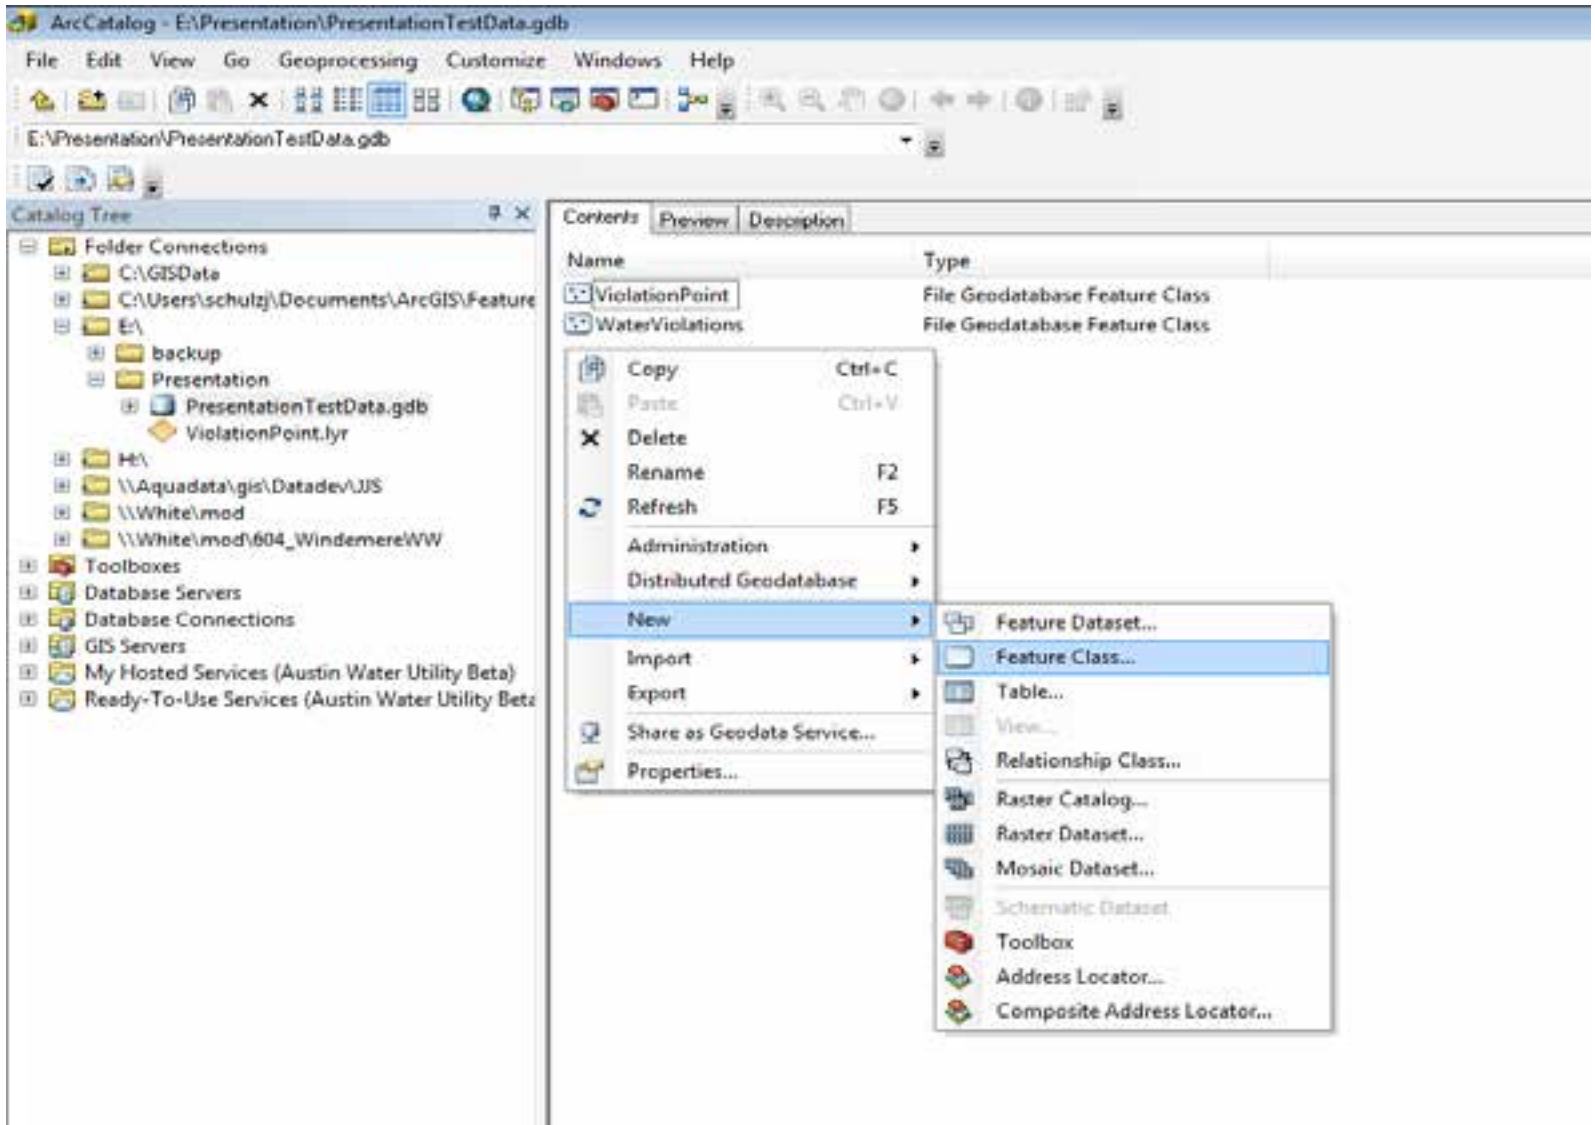 ArcCatalog - E:\Presentation\PresentationTestData.gdb
File Edit View Go Geoprocessing Customize Windows Help
E:\Presentation\PresentationTestData.gdb
Catalog Tree
Folder Connections
C:\GISData
C:\Users\schulzj\Documents\ArcGIS\Feature
E:\
backup
Presentation
PresentationTestData.gdb
ViolationPoint.lyr
H:\
\\Aquadata\gis\Datadev\JJS
\\White\mod
\\White\mod\604_WindemereWW
Toolboxes
Database Servers
Database Connections
GIS Servers
My Hosted Services (Austin Water Utility Beta)
Ready-To-Use Services (Austin Water Utility Beta
Contents Preview Description
Name Type
ViolationPoint File Geodatabase Feature Class
WaterViolations File Geodatabase Feature Class
Copy Ctrl+C
Paste Ctrl+V
Delete
Rename F2
Refresh F5
Administration
Distributed Geodatabase
New
Import
Export
Share as Geodata Service...
Properties...
Feature Dataset...
Feature Class...
Table...
View...
Relationship Class...
Raster Catalog...
Raster Dataset...
Mosaic Dataset...
Schematic Dataset
Toolbox
Address Locator...
Composite Address Locator...